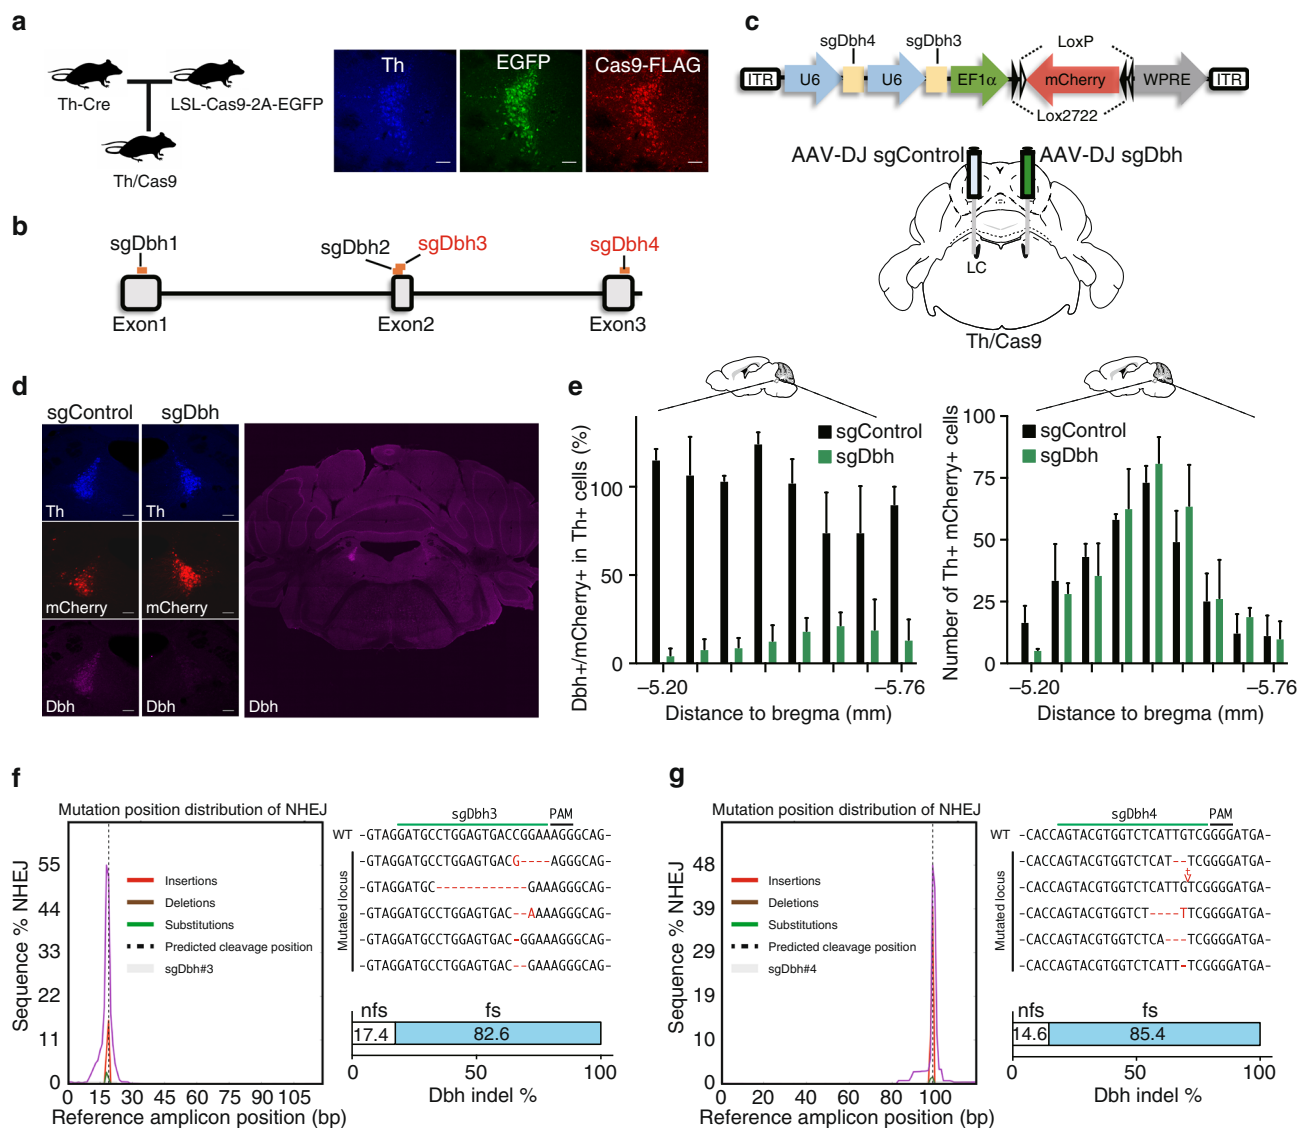 a
Th-Cre
LSL-Cas9-2A-EGFP
Th/Cas9
Th
EGFP
Cas9-FLAG
b
sgDbh1
sgDbh2
sgDbh3
sgDbh4
Exon1
Exon2
Exon3
c
sgDbh4
sgDbh3
LoxP
ITR
U6
U6
EF1α
mCherry
WPRE
ITR
Lox2722
AAV-DJ sgControl
AAV-DJ sgDbh
LC
Th/Cas9
d
sgControl
sgDbh
Th
Th
mCherry
mCherry
Dbh
Dbh
Dbh
e
Dbh+/mCherry+ in Th+ cells (%)
100
50
0
sgControl
sgDbh
–5.20
–5.76
Distance to bregma (mm)
Number of Th+ mCherry+ cells
100
75
50
25
0
sgControl
sgDbh
–5.20
–5.76
Distance to bregma (mm)
f
Mutation position distribution of NHEJ
Sequence % NHEJ
55
44
33
22
11
0
Insertions
Deletions
Substitutions
Predicted cleavage position
sgDbh#3
0 15 30 45 60 75 90 105
Reference amplicon position (bp)
sgDbh3
PAM
WT
-GTAGGATGCCTGGAGTGACCGGAAAGGGCAG-
Mutated locus
-GTAGGATGCCTGGAGTGACG----AGGGCAG-
-GTAGGATGC------------GAAAGGGCAG-
-GTAGGATGCCTGGAGTGAC--AAAAGGGCAG-
-GTAGGATGCCTGGAGTGAC-GGAAAGGGCAG-
-GTAGGATGCCTGGAGTGAC--GAAAGGGCAG-
nfs
fs
17.4
82.6
0
50
100
Dbh indel %
g
Mutation position distribution of NHEJ
Sequence % NHEJ
48
39
29
19
10
0
Insertions
Deletions
Substitutions
Predicted cleavage position
sgDbh#4
0 20 40 60 80 100
Reference amplicon position (bp)
sgDbh4
PAM
WT
-CACCAGTACGTGGTCTCATTGTCGGGGATGA-
Mutated locus
-CACCAGTACGTGGTCTCAT--TCGGGGATGA-
t
-CACCAGTACGTGGTCTCATTGTCGGGGATGA-
-CACCAGTACGTGGTCT----TTCGGGGATGA-
-CACCAGTACGTGGTCTCA---TCGGGGATGA-
-CACCAGTACGTGGTCTCATT-TCGGGGATGA-
nfs
fs
14.6
85.4
0
50
100
Dbh indel %